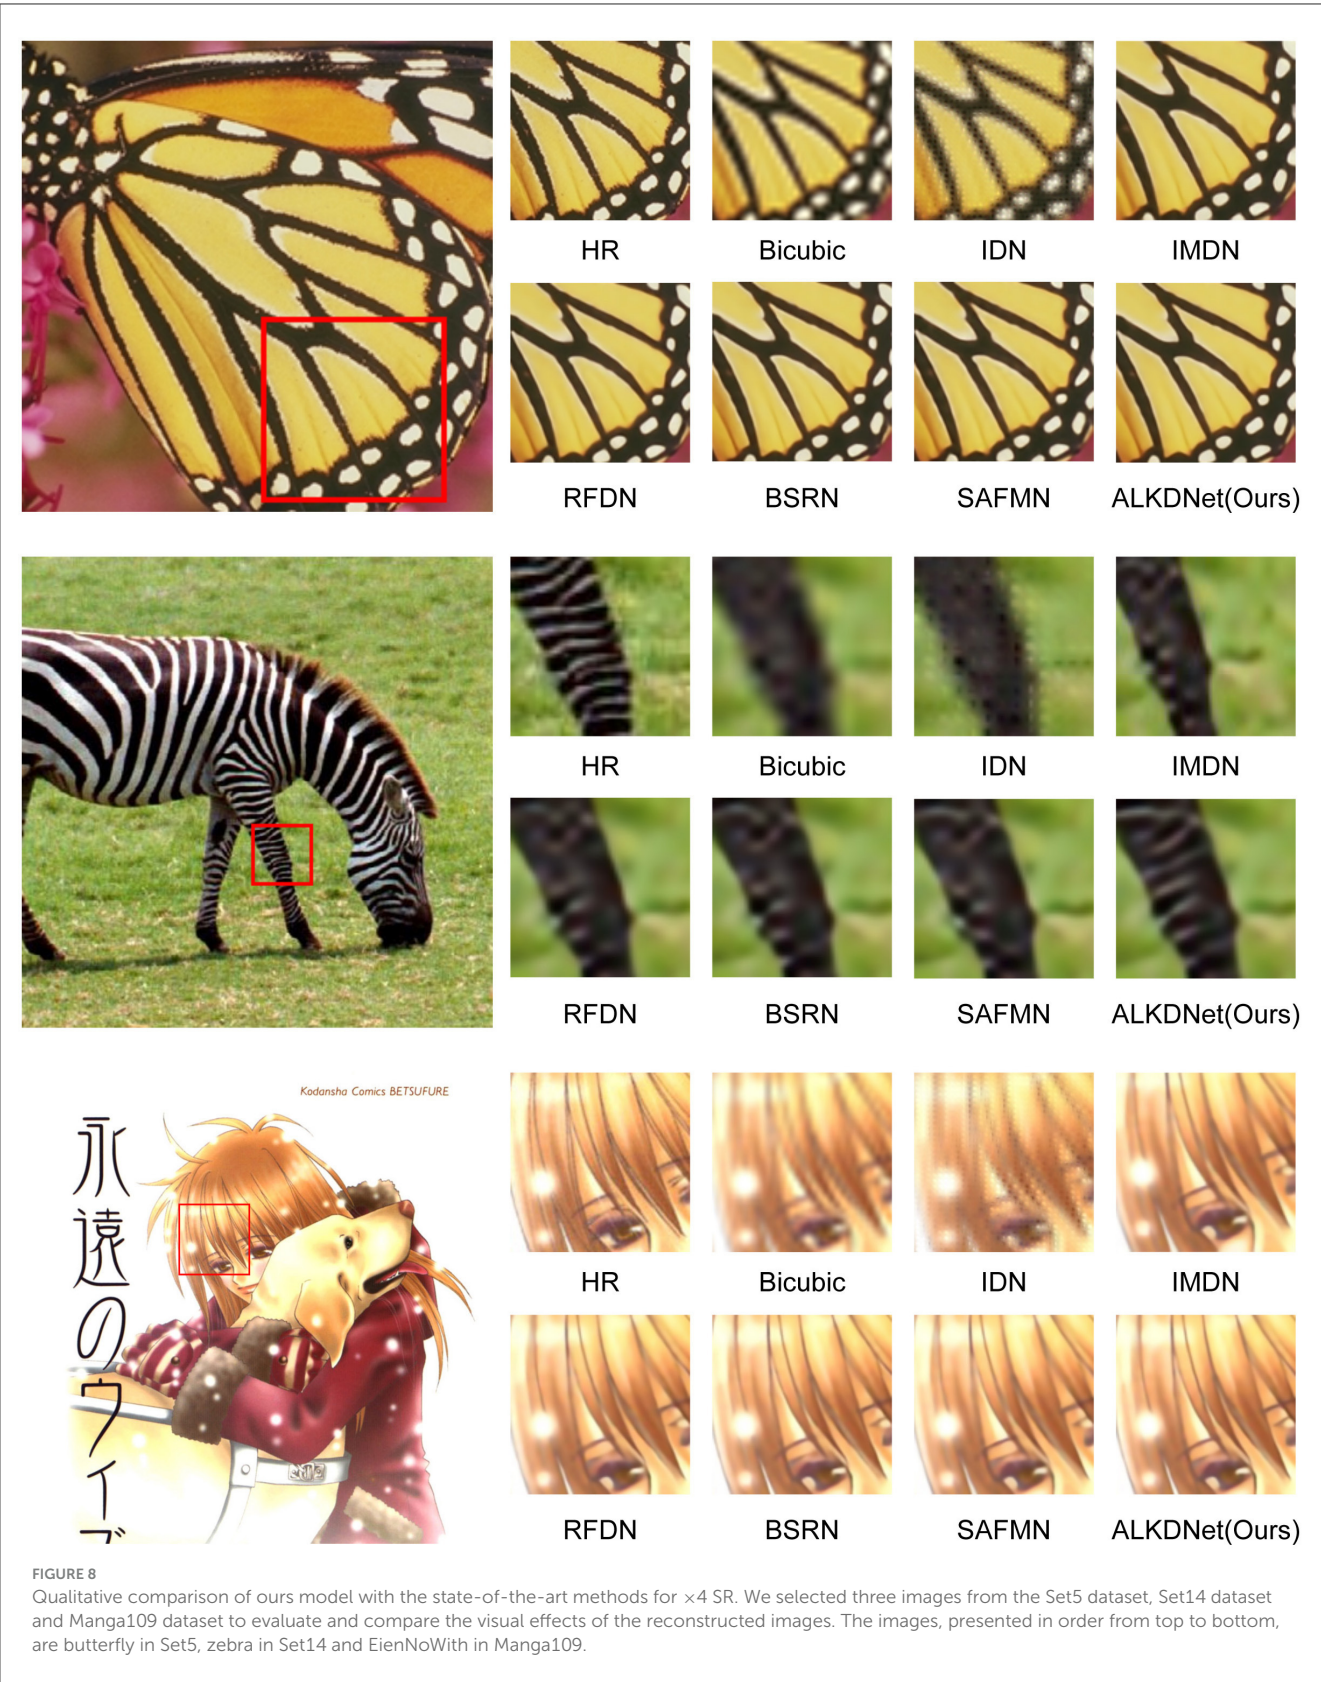 HR Bicubic IDN IMDN
RFDN BSRN SAFMN ALKDNet(Ours)
HR Bicubic IDN IMDN
RFDN BSRN SAFMN ALKDNet(Ours)
Kodansha Comics BETSUFURE
永遠のウィズ
HR Bicubic IDN IMDN
RFDN BSRN SAFMN ALKDNet(Ours)
FIGURE 8
Qualitative comparison of ours model with the state-of-the-art methods for ×4 SR. We selected three images from the Set5 dataset, Set14 dataset
and Manga109 dataset to evaluate and compare the visual effects of the reconstructed images. The images, presented in order from top to bottom,
are butterfly in Set5, zebra in Set14 and EienNoWith in Manga109.